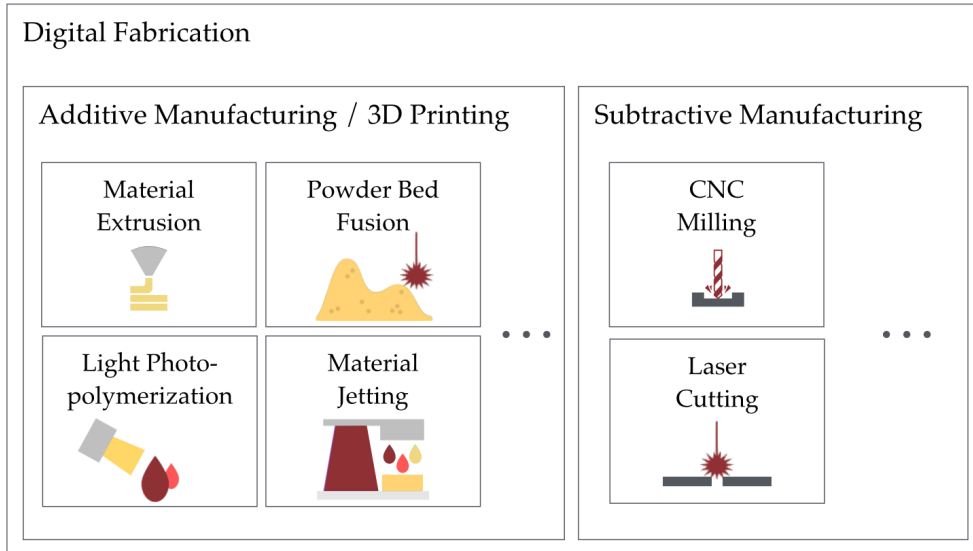 Digital Fabrication
Additive Manufacturing / 3D Printing
Material
Extrusion
Powder Bed
Fusion
Light Photo-
polymerization
Material
Jetting
. . .
Subtractive Manufacturing
CNC
Milling
Laser
Cutting
. . .